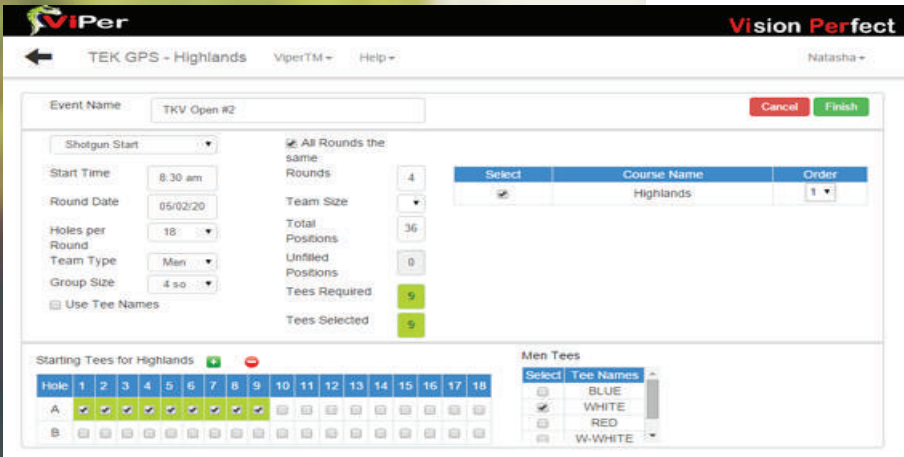 ViPer
Vision Perfect
TEK GPS - Highlands ViperTM Help Natasha
Event Name TKV Open #2 Cancel Finish
Shotgun Start
All Rounds the
same
Start Time 8:30 am
Rounds 4
Round Date 05/02/20
Team Size
Holes per
Round 18
Total
Positions 36
Team Type Men
Unfilled
Positions 0
Group Size 4 so
Tees Required 9
Use Tee Names
Tees Selected 9
Select Course Name Order
Highlands 1
Starting Tees for Highlands
Hole 1 2 3 4 5 6 7 8 9 10 11 12 13 14 15 16 17 18
A
B
Men Tees
Select Tee Names
BLUE
WHITE
RED
W-WHITE